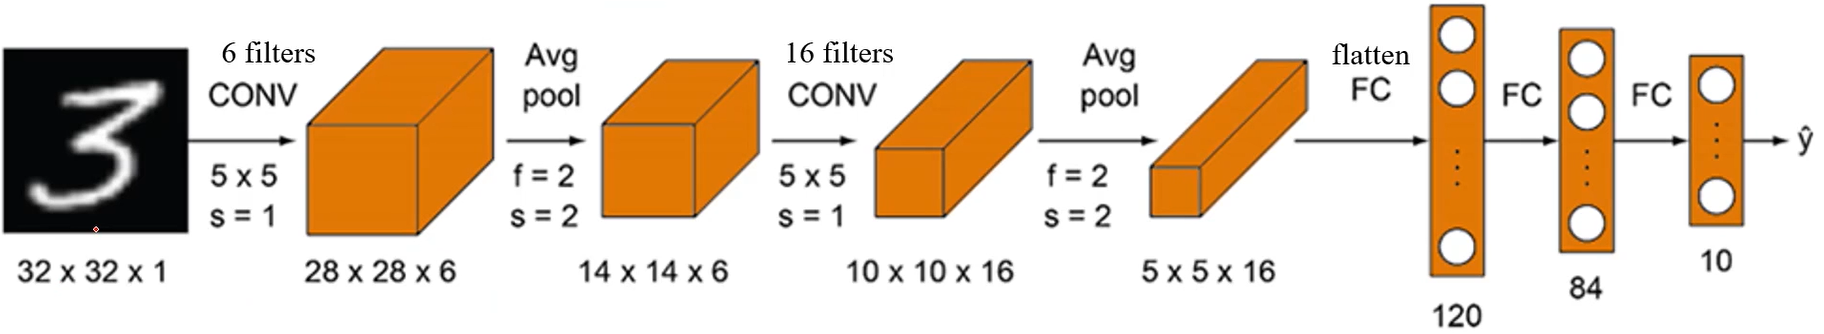 3
6 filters
CONV
5 x 5
s = 1
Avg
pool
f = 2
s = 2
16 filters
CONV
5 x 5
s = 1
Avg
pool
f = 2
s = 2
flatten
FC
FC
FC
ŷ
32 x 32 x 1
28 x 28 x 6
14 x 14 x 6
10 x 10 x 16
5 x 5 x 16
120
84
10